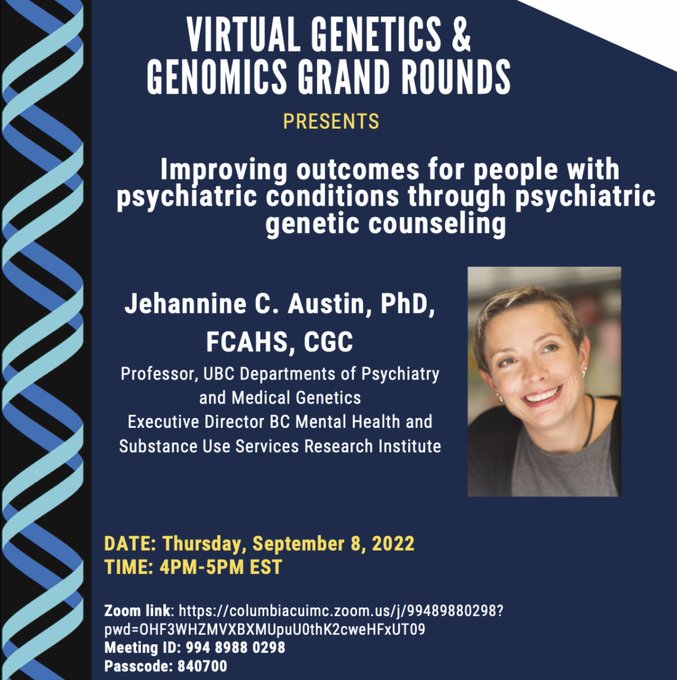 VIRTUAL GENETICS &
GENOMICS GRAND ROUNDS
PRESENTS
Improving outcomes for people with
psychiatric conditions through psychiatric
genetic counseling
Jehannine C. Austin, PhD,
FCAHS, CGC
Professor, UBC Departments of Psychiatry
and Medical Genetics
Executive Director BC Mental Health and
Substance Use Services Research Institute
DATE: Thursday, September 8, 2022
TIME: 4PM-5PM EST
Zoom link: https://columbiacuimc.zoom.us/j/99489880298?
pwd=OHF3WHZMVXBXMUpuU0thK2cweHFxUT09
Meeting ID: 994 8988 0298
Passcode: 840700